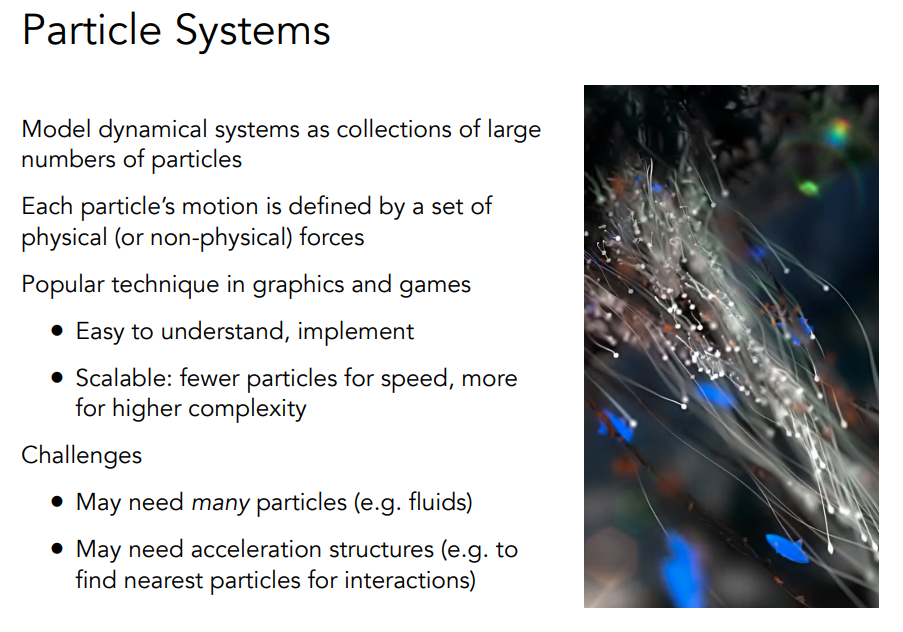 Particle Systems
Model dynamical systems as collections of large
numbers of particles
Each particle’s motion is defined by a set of
physical (or non-physical) forces
Popular technique in graphics and games
• Easy to understand, implement
• Scalable: fewer particles for speed, more
for higher complexity
Challenges
• May need many particles (e.g. fluids)
• May need acceleration structures (e.g. to
find nearest particles for interactions)